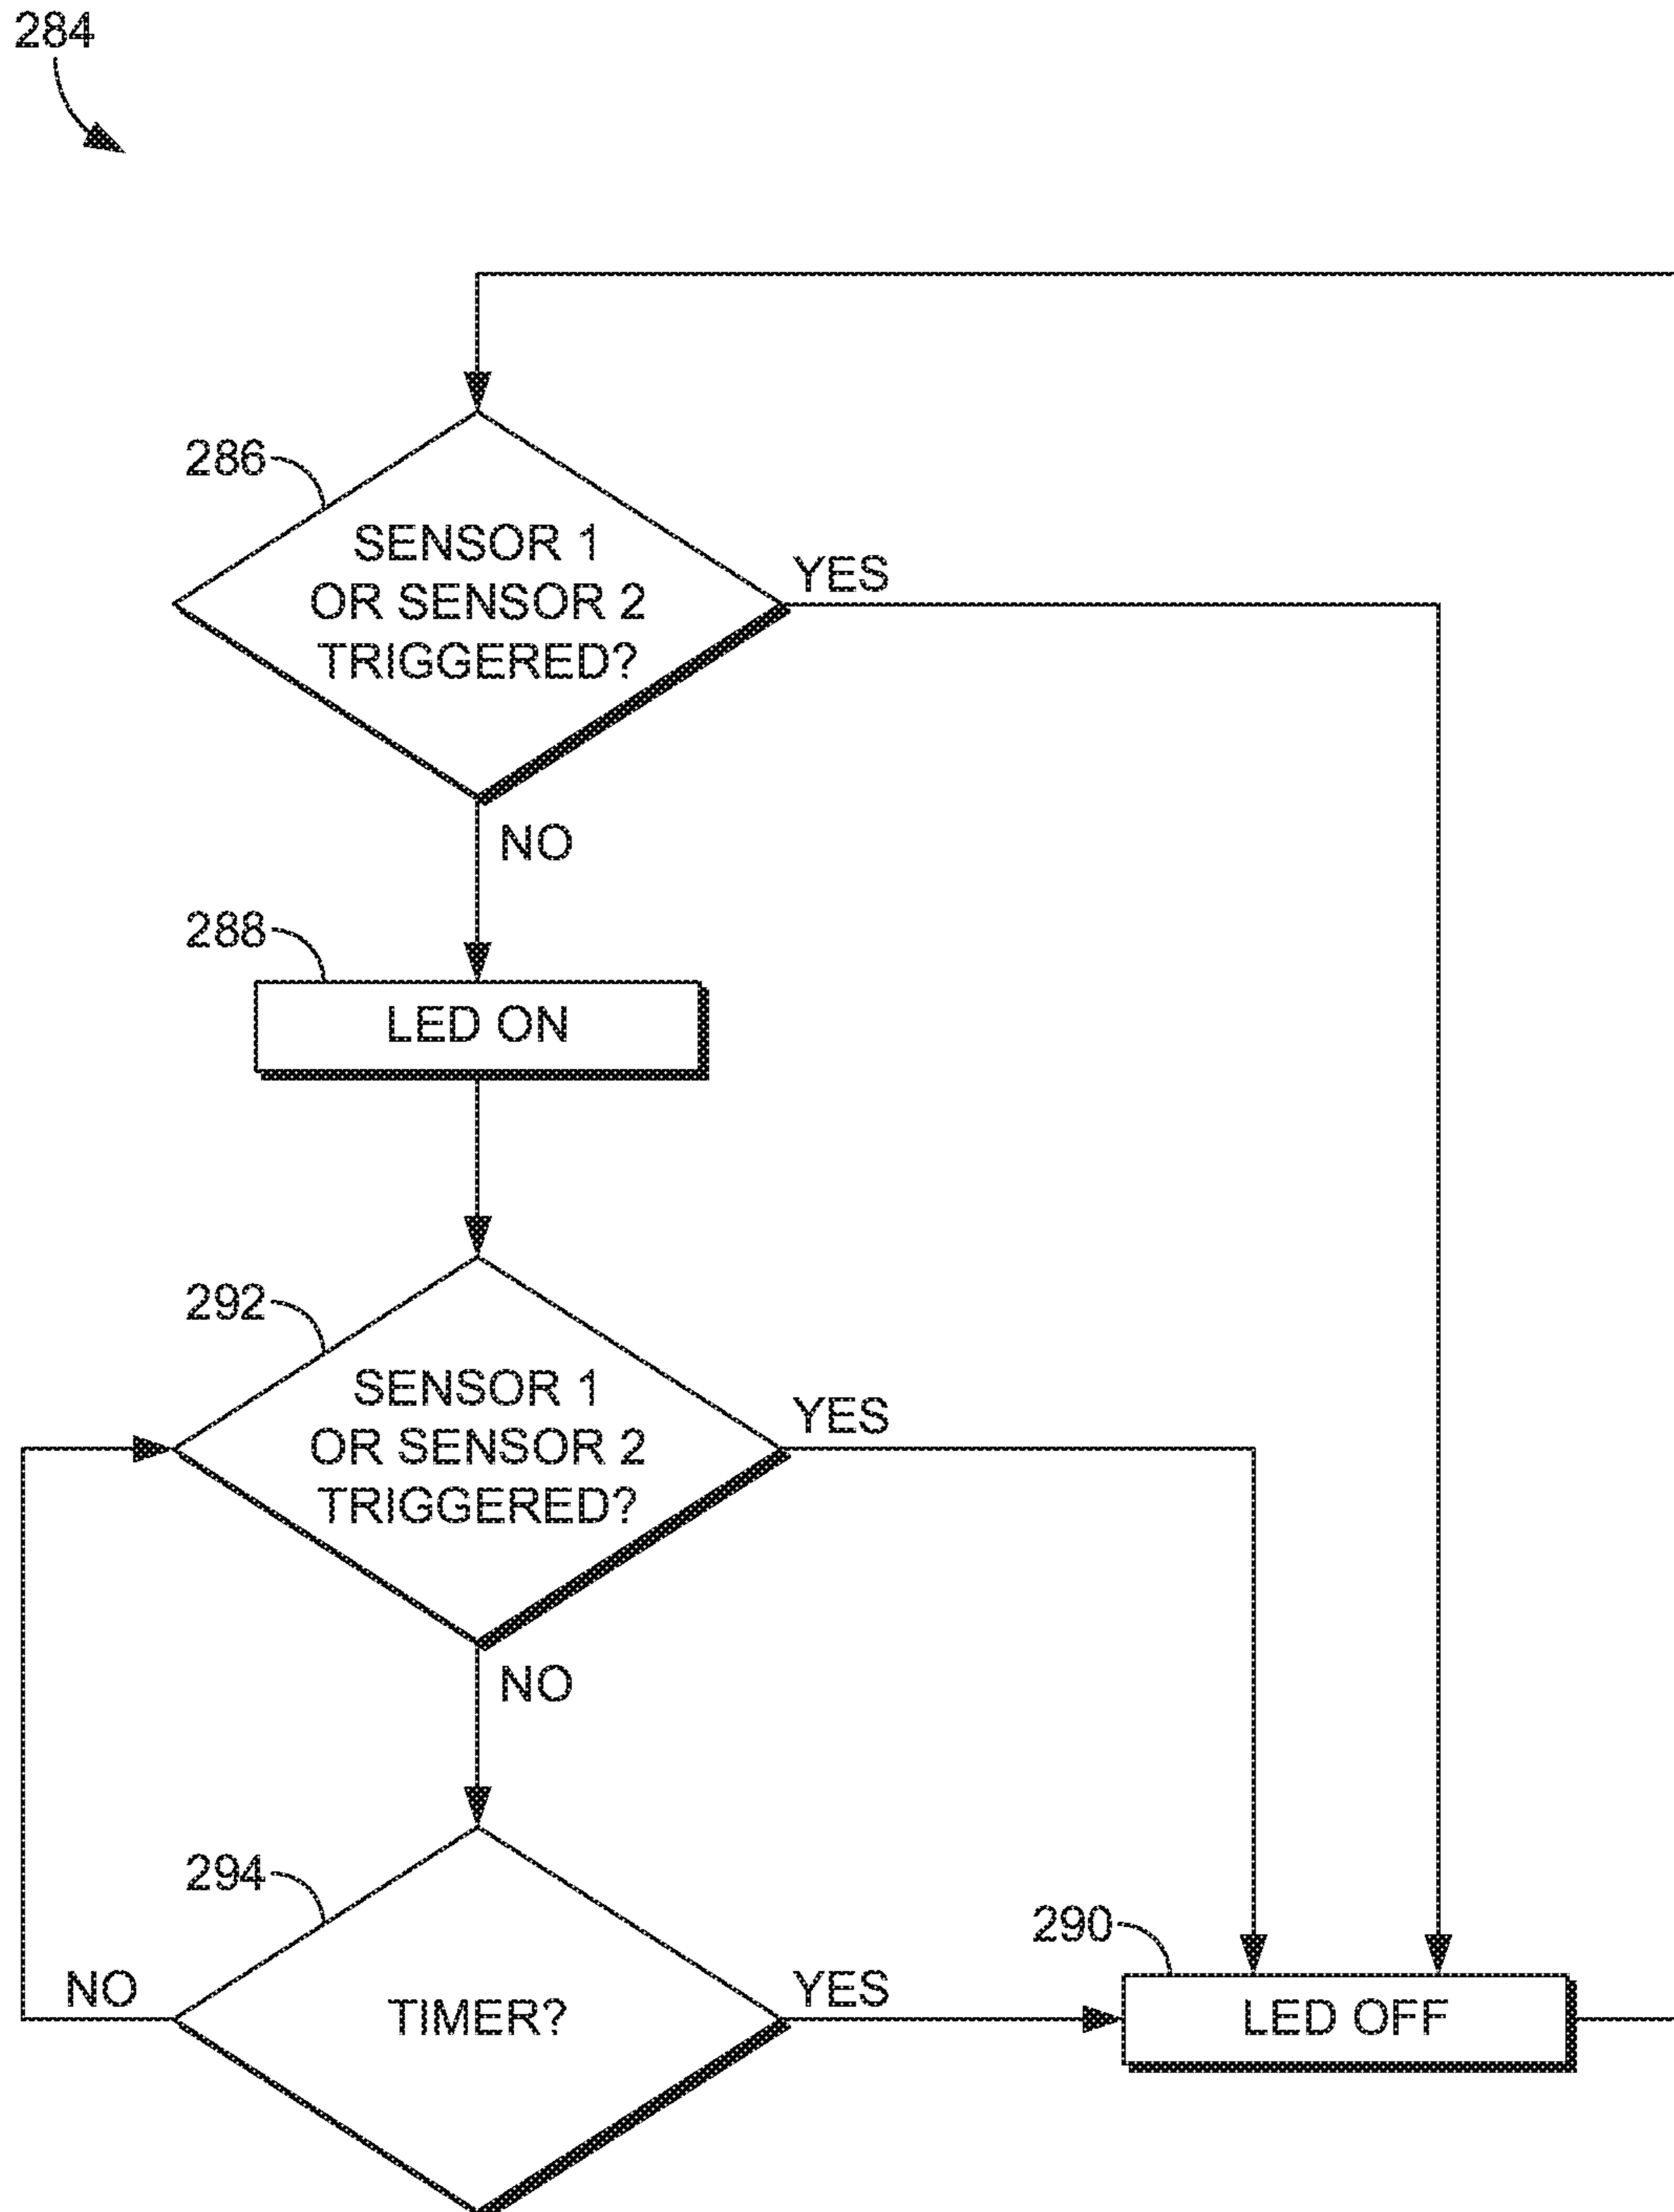 284
286
SENSOR 1
OR SENSOR 2
TRIGGERED?
YES
NO
288
LED ON
292
SENSOR 1
OR SENSOR 2
TRIGGERED?
YES
NO
294
NO
TIMER?
YES
290
LED OFF